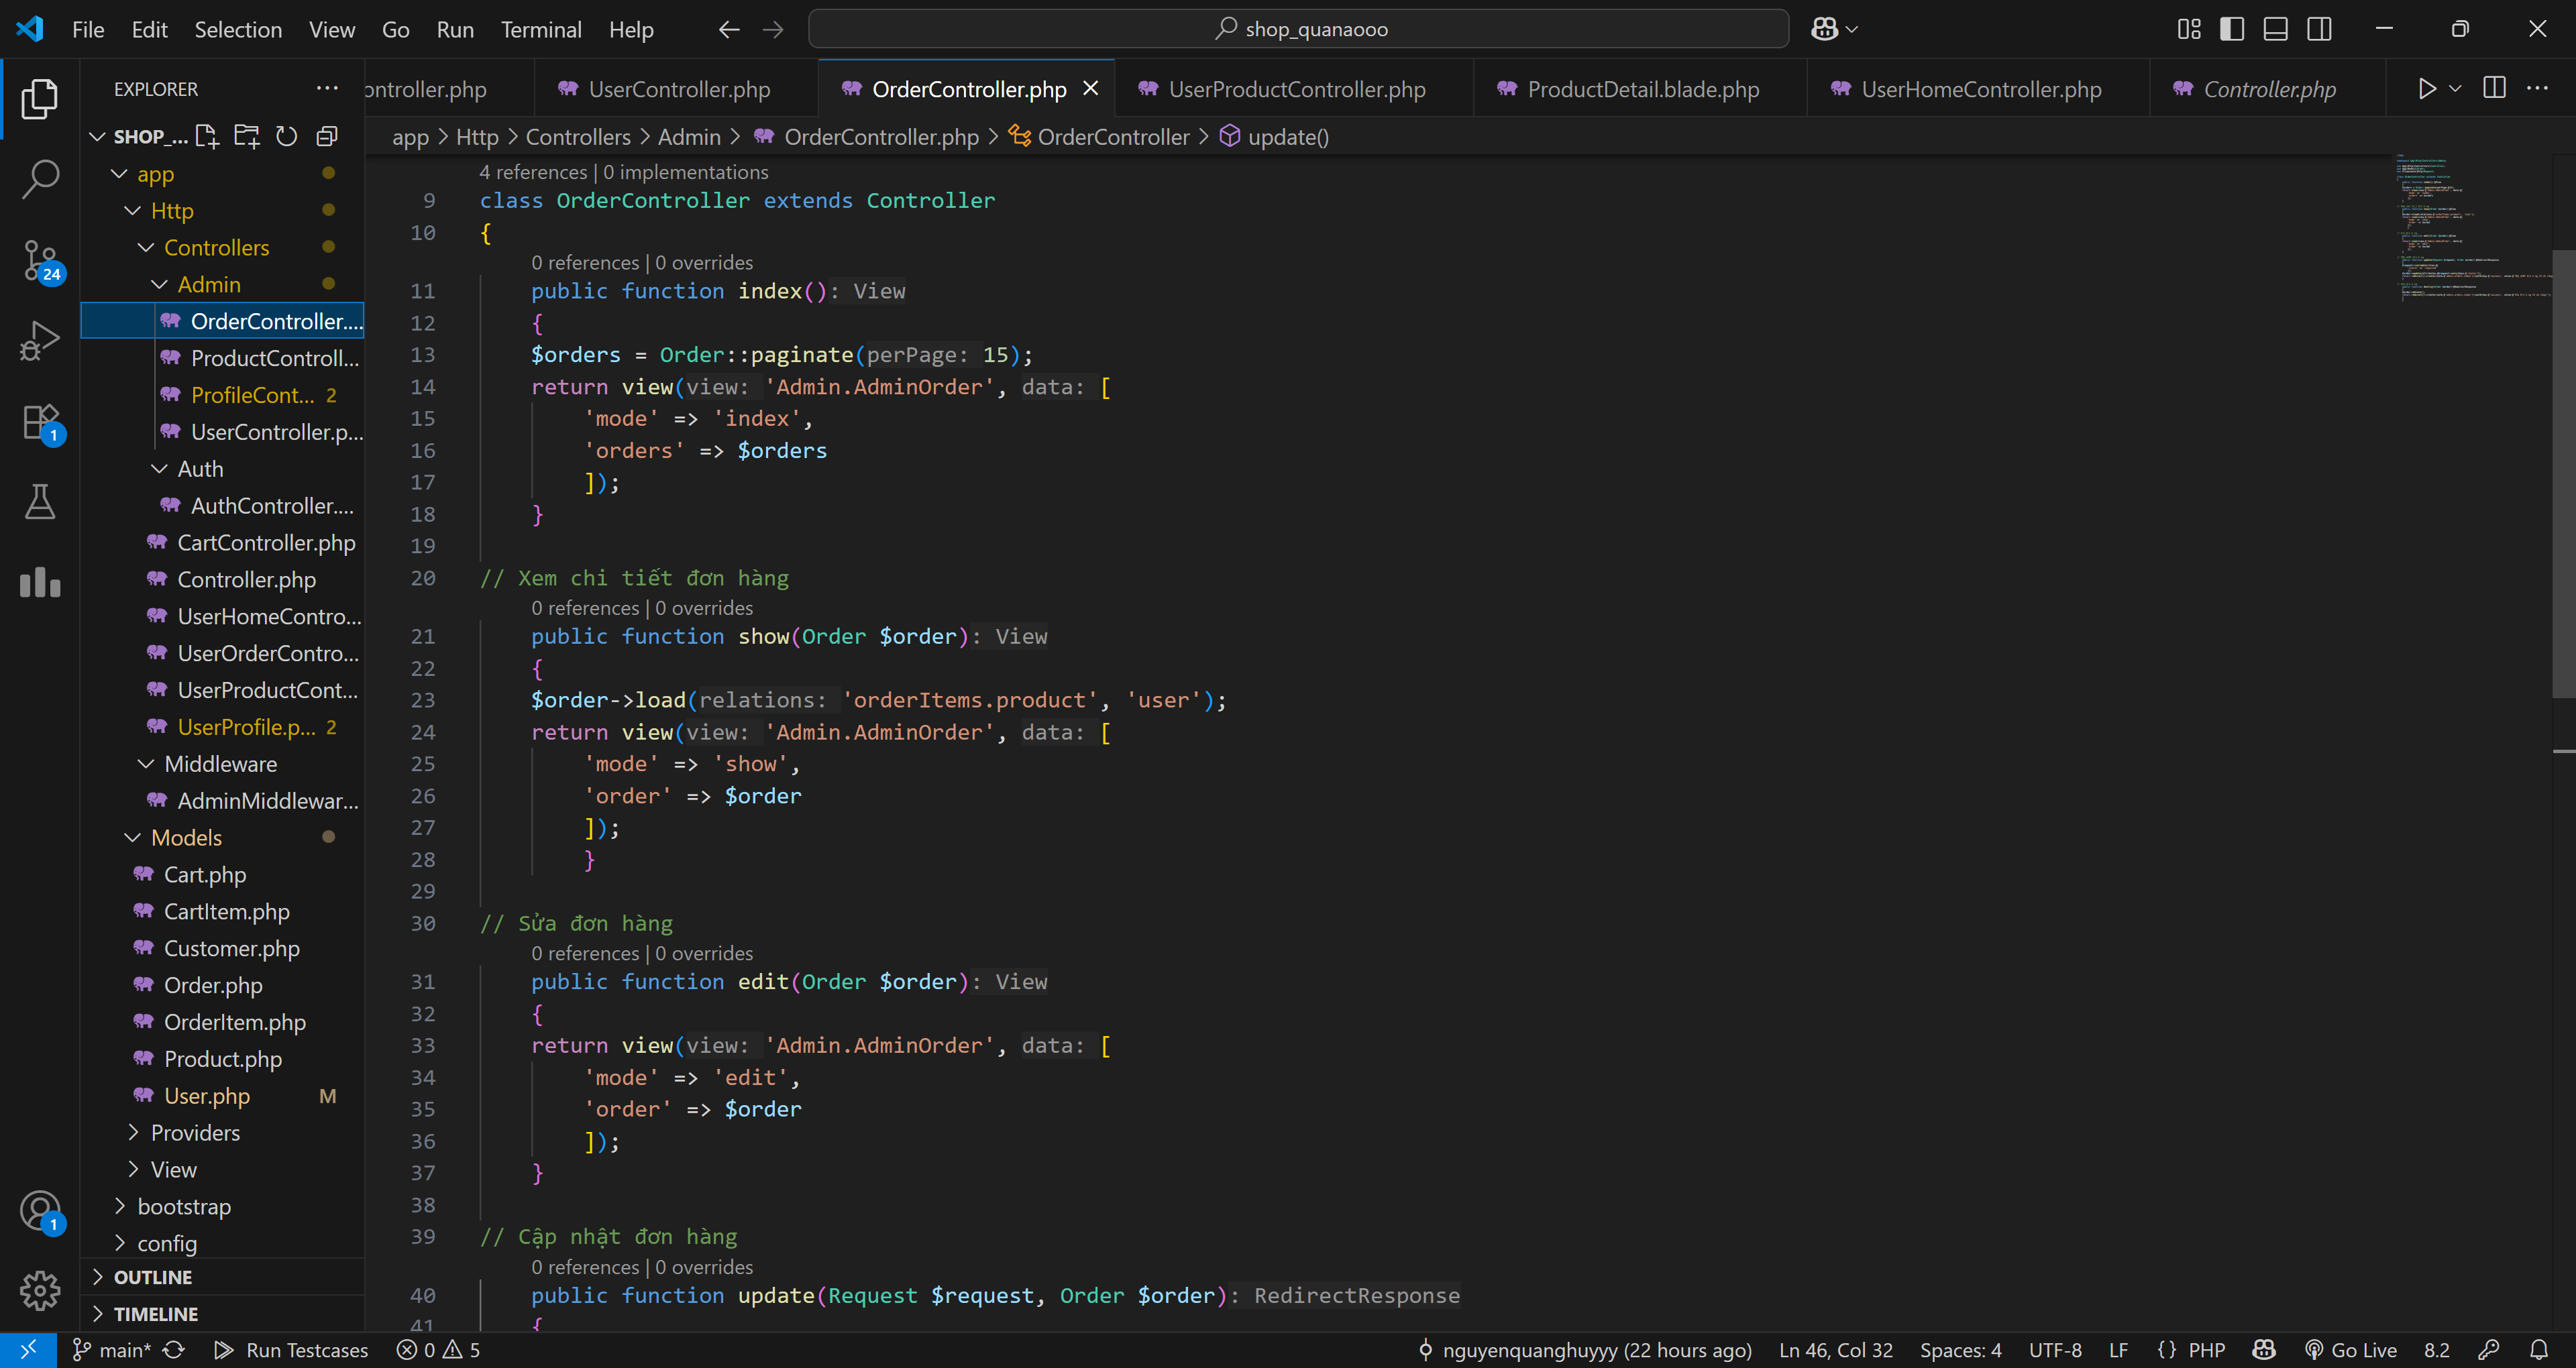 File Edit Selection View Go Run Terminal Help
shop_quanaooo
EXPLORER
ontroller.php
UserController.php
OrderController.php
UserProductController.php
ProductDetail.blade.php
UserHomeController.php
Controller.php
app > Http > Controllers > Admin > OrderController.php > OrderController > update()
SHOP_...
app
Http
Controllers
Admin
OrderController....
ProductControll...
ProfileCont... 2
UserController.p...
Auth
AuthController....
CartController.php
Controller.php
UserHomeContro...
UserOrderContro...
UserProductCont...
UserProfile.p... 2
Middleware
AdminMiddlewar...
Models
Cart.php
CartItem.php
Customer.php
Order.php
OrderItem.php
Product.php
User.php M
Providers
View
bootstrap
config
OUTLINE
TIMELINE
24
1
1
4 references | 0 implementations
9 class OrderController extends Controller
10 {
0 references | 0 overrides
11 public function index(): View
12 {
13 $orders = Order::paginate(perPage: 15);
14 return view(view: 'Admin.AdminOrder', data: [
15 'mode' => 'index',
16 'orders' => $orders
17 ]);
18 }
19
20 // Xem chi tiết đơn hàng
0 references | 0 overrides
21 public function show(Order $order): View
22 {
23 $order->load(relations: 'orderItems.product', 'user');
24 return view(view: 'Admin.AdminOrder', data: [
25 'mode' => 'show',
26 'order' => $order
27 ]);
28 }
29
30 // Sửa đơn hàng
0 references | 0 overrides
31 public function edit(Order $order): View
32 {
33 return view(view: 'Admin.AdminOrder', data: [
34 'mode' => 'edit',
35 'order' => $order
36 ]);
37 }
38
39 // Cập nhật đơn hàng
0 references | 0 overrides
40 public function update(Request $request, Order $order): RedirectResponse
41 {
main* Run Testcases 0 5 nguyenquanghuyyy (22 hours ago) Ln 46, Col 32 Spaces: 4 UTF-8 LF {} PHP Go Live 8.2